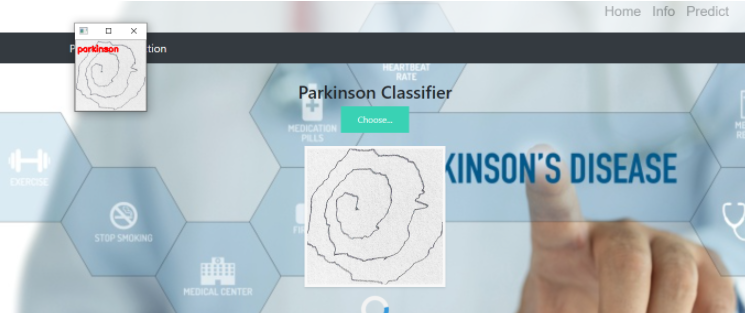 Home Info Predict
parkinson
HEARTBEAT
RATE
Parkinson Classifier
Choose...
MEDICATION
PILLS
KINSON'S DISEASE
EXERCISE
STOP SMOKING
MEDICAL CENTER